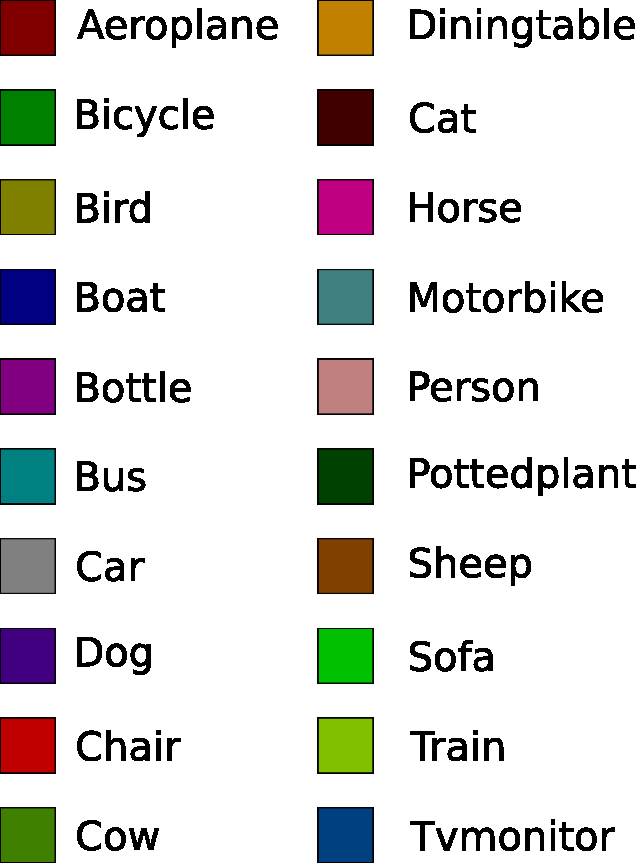 Aeroplane
Diningtable
Bicycle
Cat
Bird
Horse
Boat
Motorbike
Bottle
Person
Bus
Pottedplant
Car
Sheep
Dog
Sofa
Chair
Train
Cow
Tvmonitor